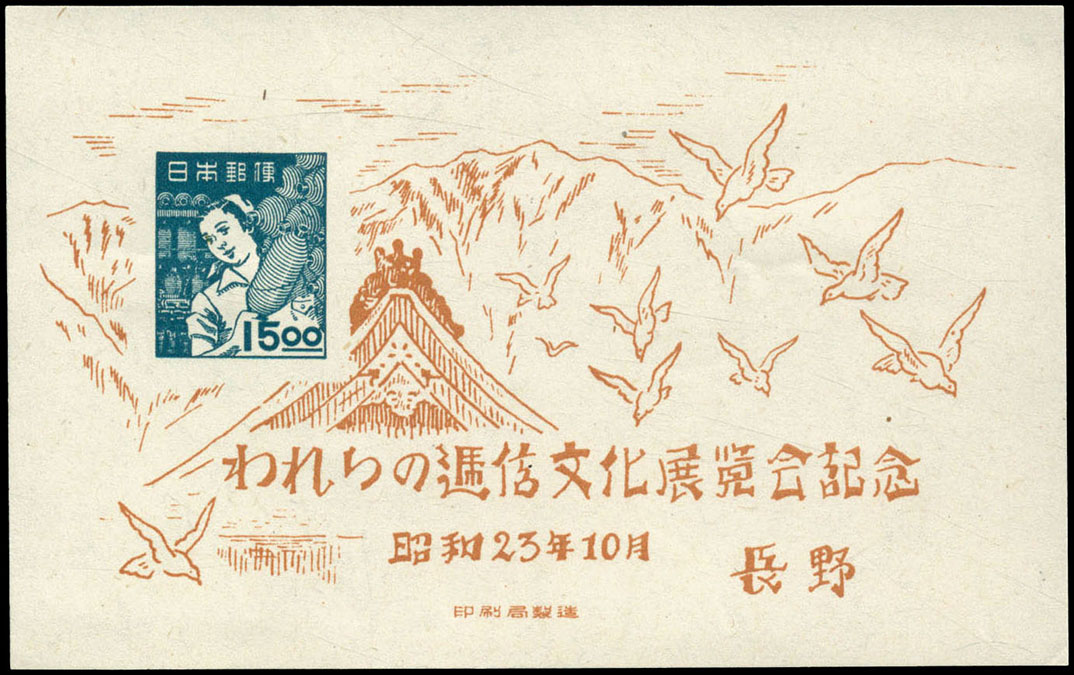 日本郵便
15.00
われらの逓信文化展覧会記念
昭和23年10月
長野
印刷局製造